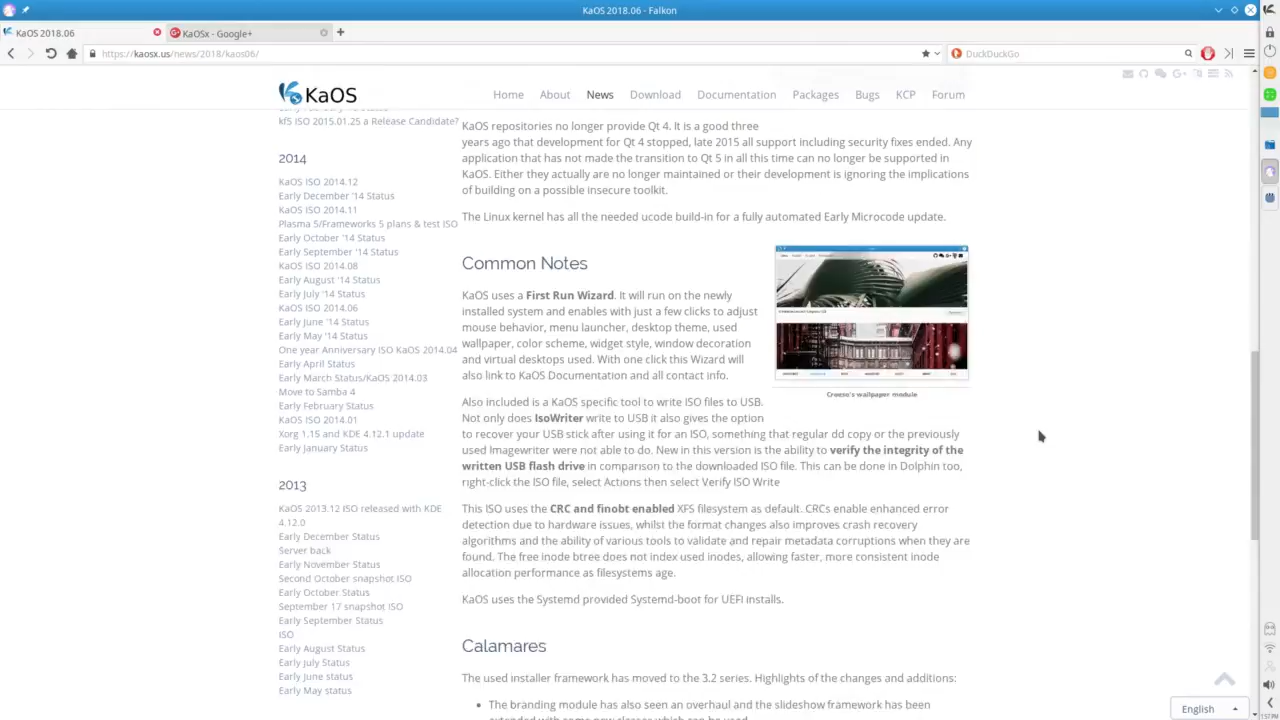 KaOS 2018.06 - Falkon
KaOS 2018.06
KaOSx - Google+
https://kaosx.us/news/2018/kaos06/
DuckDuckGo
KaOS
Home About News Download Documentation Packages Bugs KCP Forum
kf5 ISO 2015.01.25 a Release Candidate?
2014
KaOS ISO 2014.12
Early December '14 Status
KaOS ISO 2014.11
Plasma 5/Frameworks 5 plans & test ISO
Early October '14 Status
Early September '14 Status
KaOS ISO 2014.08
Early August '14 Status
Early July '14 Status
KaOS ISO 2014.06
Early June '14 Status
Early May '14 Status
One year Anniversary ISO KaOS 2014.04
Early April Status
Early March Status/KaOS 2014.03
Move to Samba 4
Early February Status
KaOS ISO 2014.01
Xorg 1.15 and KDE 4.12.1 update
Early January Status
2013
KaOS 2013.12 ISO released with KDE
4.12.0
Early December Status
Server back
Early November Status
Second October snapshot ISO
Early October Status
September 17 snapshot ISO
Early September Status
ISO
Early August Status
Early July Status
Early June status
Early May status
KaOS repositories no longer provide Qt 4. It is a good three
years ago that development for Qt 4 stopped, late 2015 all support including security fixes ended. Any
application that has not made the transition to Qt 5 in all this time can no longer be supported in
KaOS. Either they actually are no longer maintained or their development is ignoring the implications
of building on a possible insecure toolkit.
The Linux kernel has all the needed ucode build-in for a fully automated Early Microcode update.
Common Notes
KaOS uses a First Run Wizard. It will run on the newly
installed system and enables with just a few clicks to adjust
mouse behavior, menu launcher, desktop theme, used
wallpaper, color scheme, widget style, window decoration
and virtual desktops used. With one click this Wizard will
also link to KaOS Documentation and all contact info.
Croeso's wallpaper module
Also included is a KaOS specific tool to write ISO files to USB.
Not only does IsoWriter write to USB it also gives the option
to recover your USB stick after using it for an ISO, something that regular dd copy or the previously
used Imagewriter were not able to do. New in this version is the ability to verify the integrity of the
written USB flash drive in comparison to the downloaded ISO file. This can be done in Dolphin too,
right-click the ISO file, select Actions then select Verify ISO Write
This ISO uses the CRC and finobt enabled XFS filesystem as default. CRCs enable enhanced error
detection due to hardware issues, whilst the format changes also improves crash recovery
algorithms and the ability of various tools to validate and repair metadata corruptions when they are
found. The free inode btree does not index used inodes, allowing faster, more consistent inode
allocation performance as filesystems age.
KaOS uses the Systemd provided Systemd-boot for UEFI installs.
Calamares
The used installer framework has moved to the 3.2 series. Highlights of the changes and additions:
• The branding module has also seen an overhaul and the slideshow framework has been
English